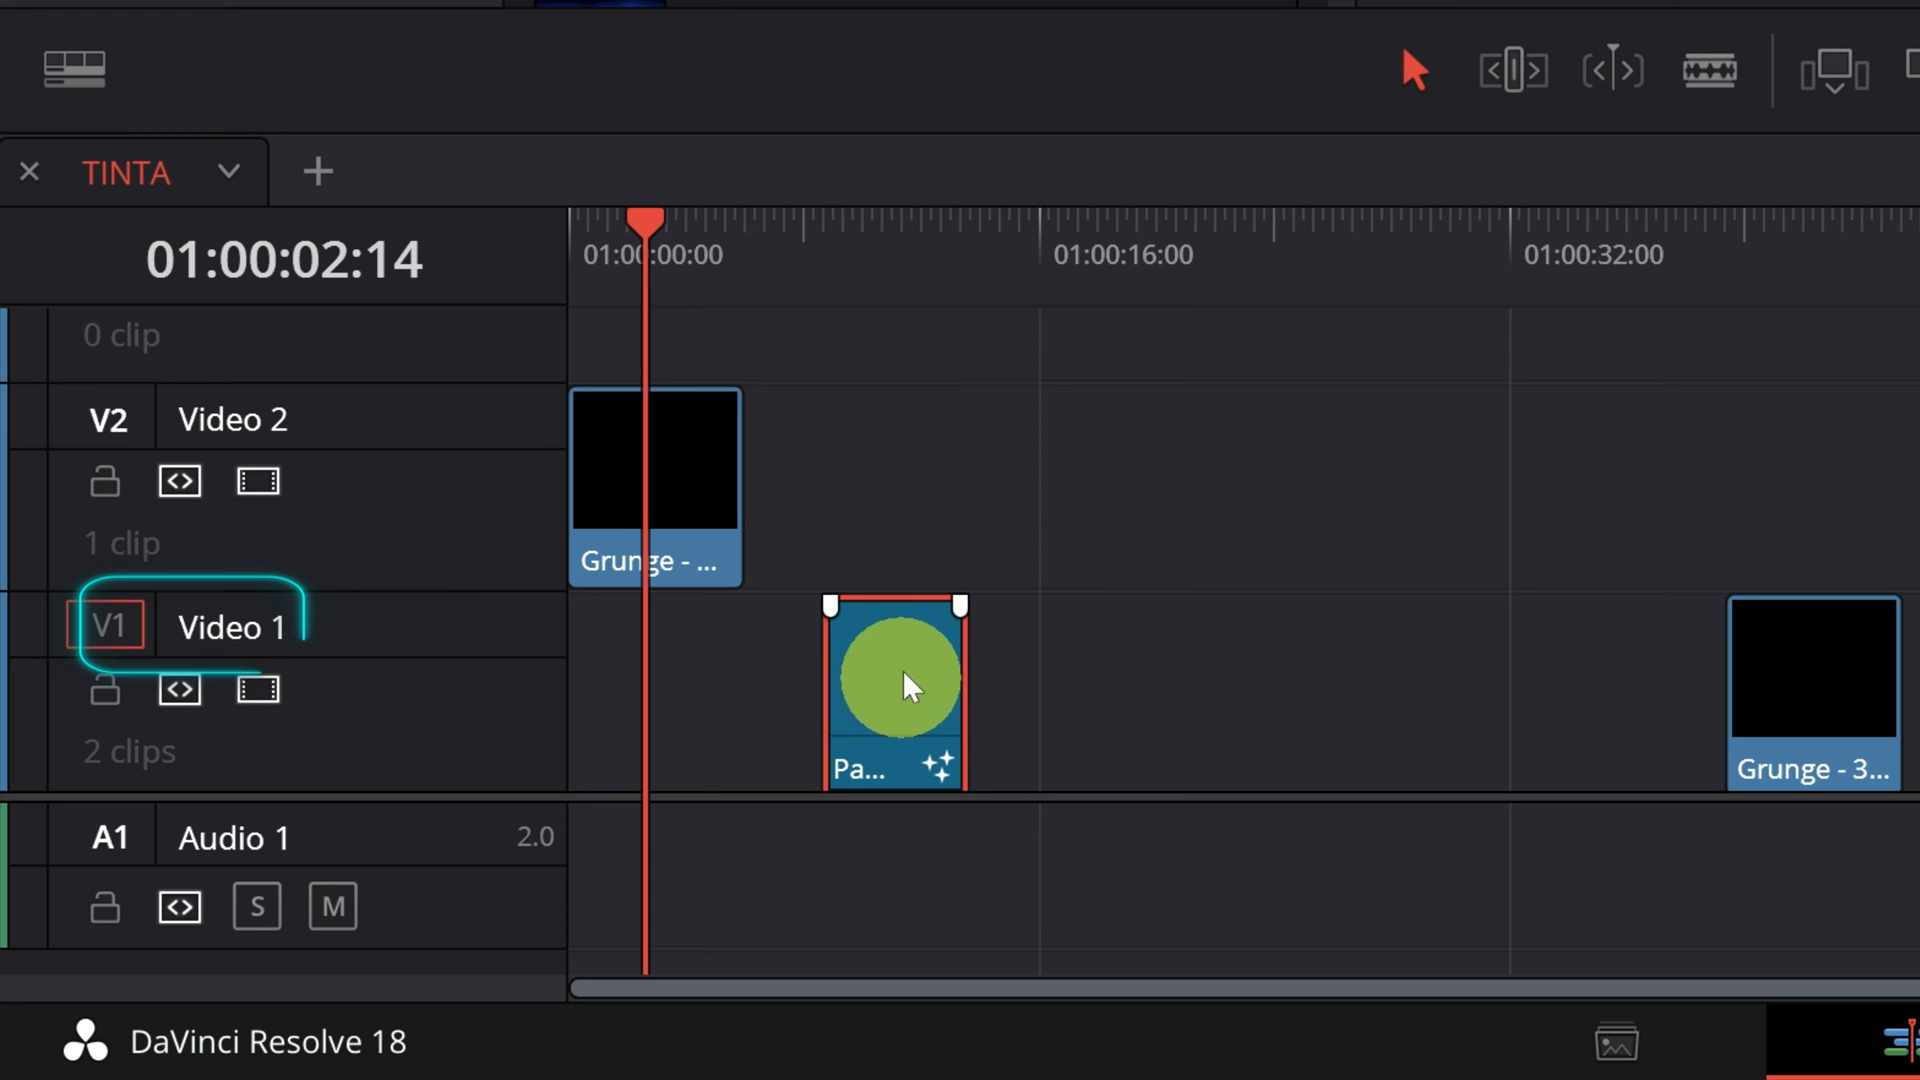 TINTA
01:00:02:14
01:00:00:00
01:00:16:00
01:00:32:00
0 clip
V2 Video 2
1 clip
Grunge - ...
V1 Video 1
2 clips
Pa...
Grunge - 3...
A1 Audio 1 2.0
S M
DaVinci Resolve 18